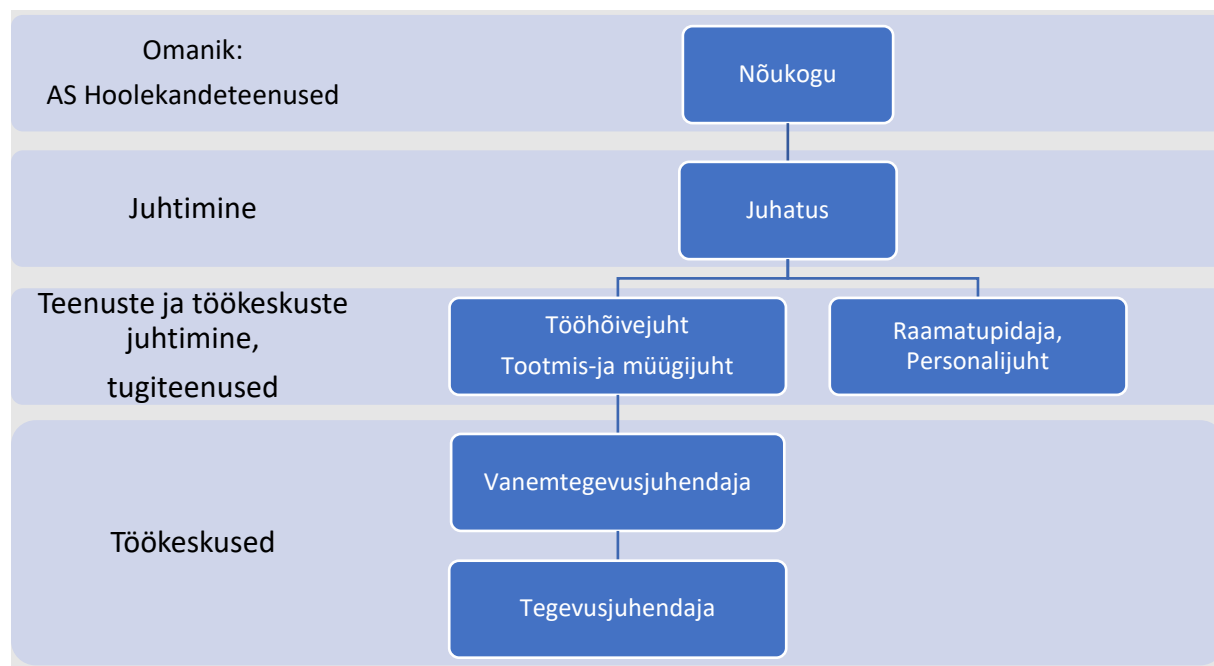 Omanik:
AS Hoolekandeteenused
Nõukogu
Juhtimine
Juhatus
Teenuste ja töökeskuste
juhtimine,
tugiteenused
Tööhõivejuht
Tootmis-ja müügijuht
Raamatupidaja,
Personalijuht
Töökeskused
Vanemtegevusjuhendaja
Tegevusjuhendaja